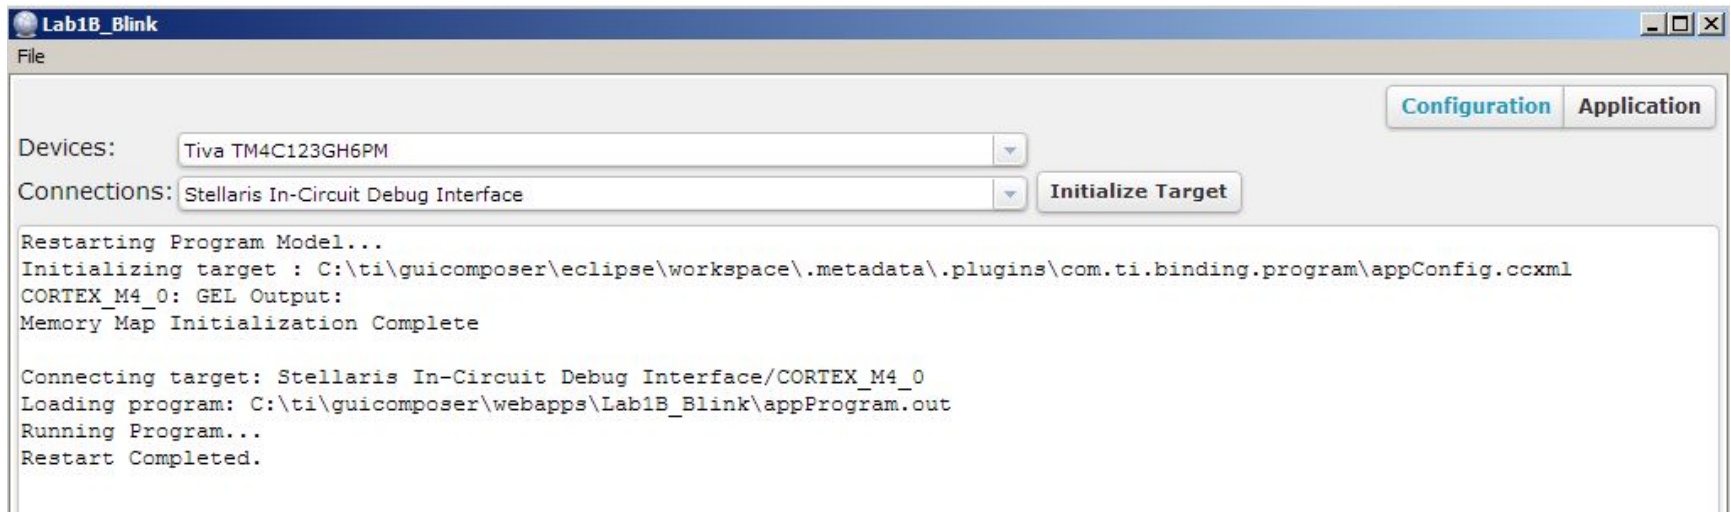 Lab1B_Blink
File
Configuration Application
Devices: Tiva TM4C123GH6PM
Connections: Stellaris In-Circuit Debug Interface Initialize Target
Restarting Program Model...
Initializing target : C:\ti\guicomposer\eclipse\workspace\.metadata\.plugins\com.ti.binding.program\appConfig.ccxml
CORTEX_M4_0: GEL Output:
Memory Map Initialization Complete
Connecting target: Stellaris In-Circuit Debug Interface/CORTEX_M4_0
Loading program: C:\ti\guicomposer\webapps\Lab1B_Blink\appProgram.out
Running Program...
Restart Completed.